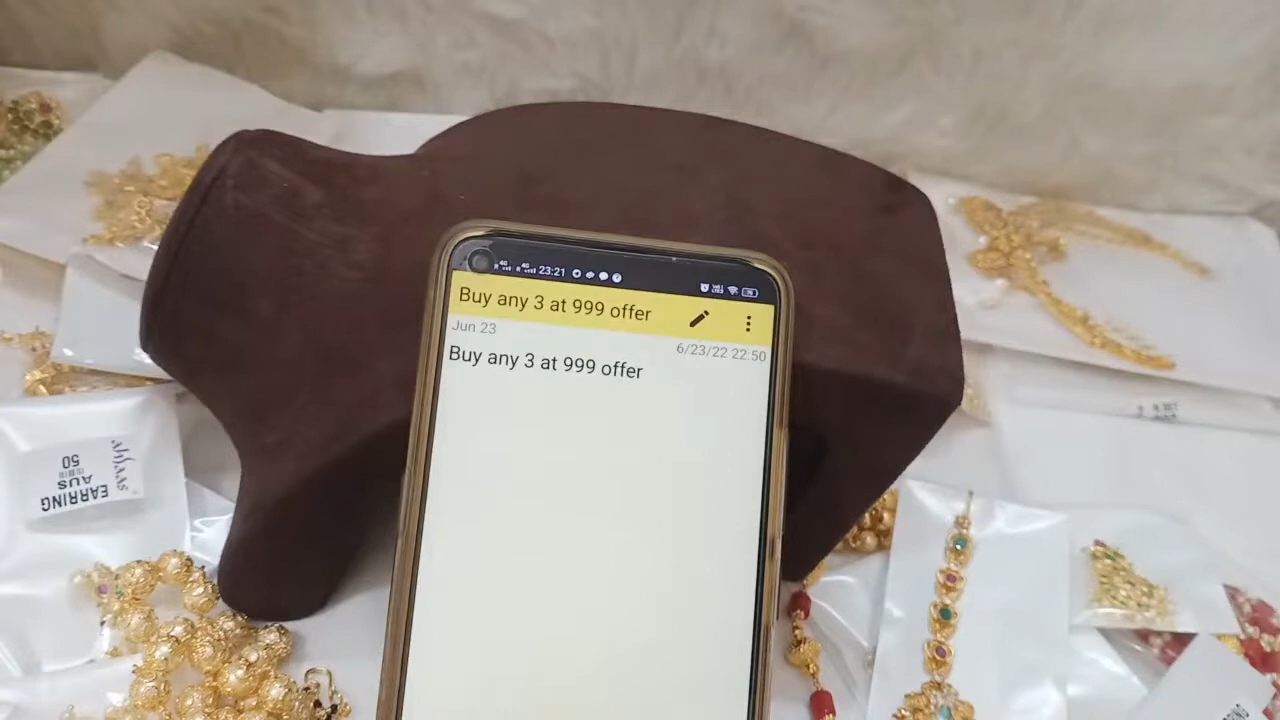 23:21
Buy any 3 at 999 offer
Jun 23
6/23/22 22:50
Buy any 3 at 999 offer
ahsaas
EARRING
AUS
50